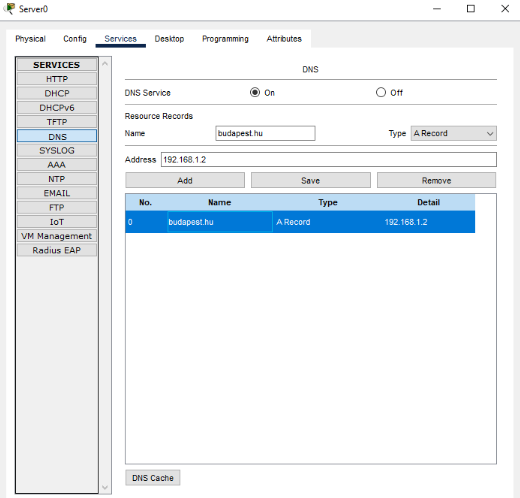 Server0
Physical Config Services Desktop Programming Attributes
SERVICES
HTTP
DHCP
DHCPv6
TFTP
DNS
SYSLOG
AAA
NTP
EMAIL
FTP
IoT
VM Management
Radius EAP
DNS
DNS Service On Off
Resource Records
Name budapest.hu Type A Record
Address 192.168.1.2
Add Save Remove
No. Name Type Detail
0 budapest.hu A Record 192.168.1.2
DNS Cache